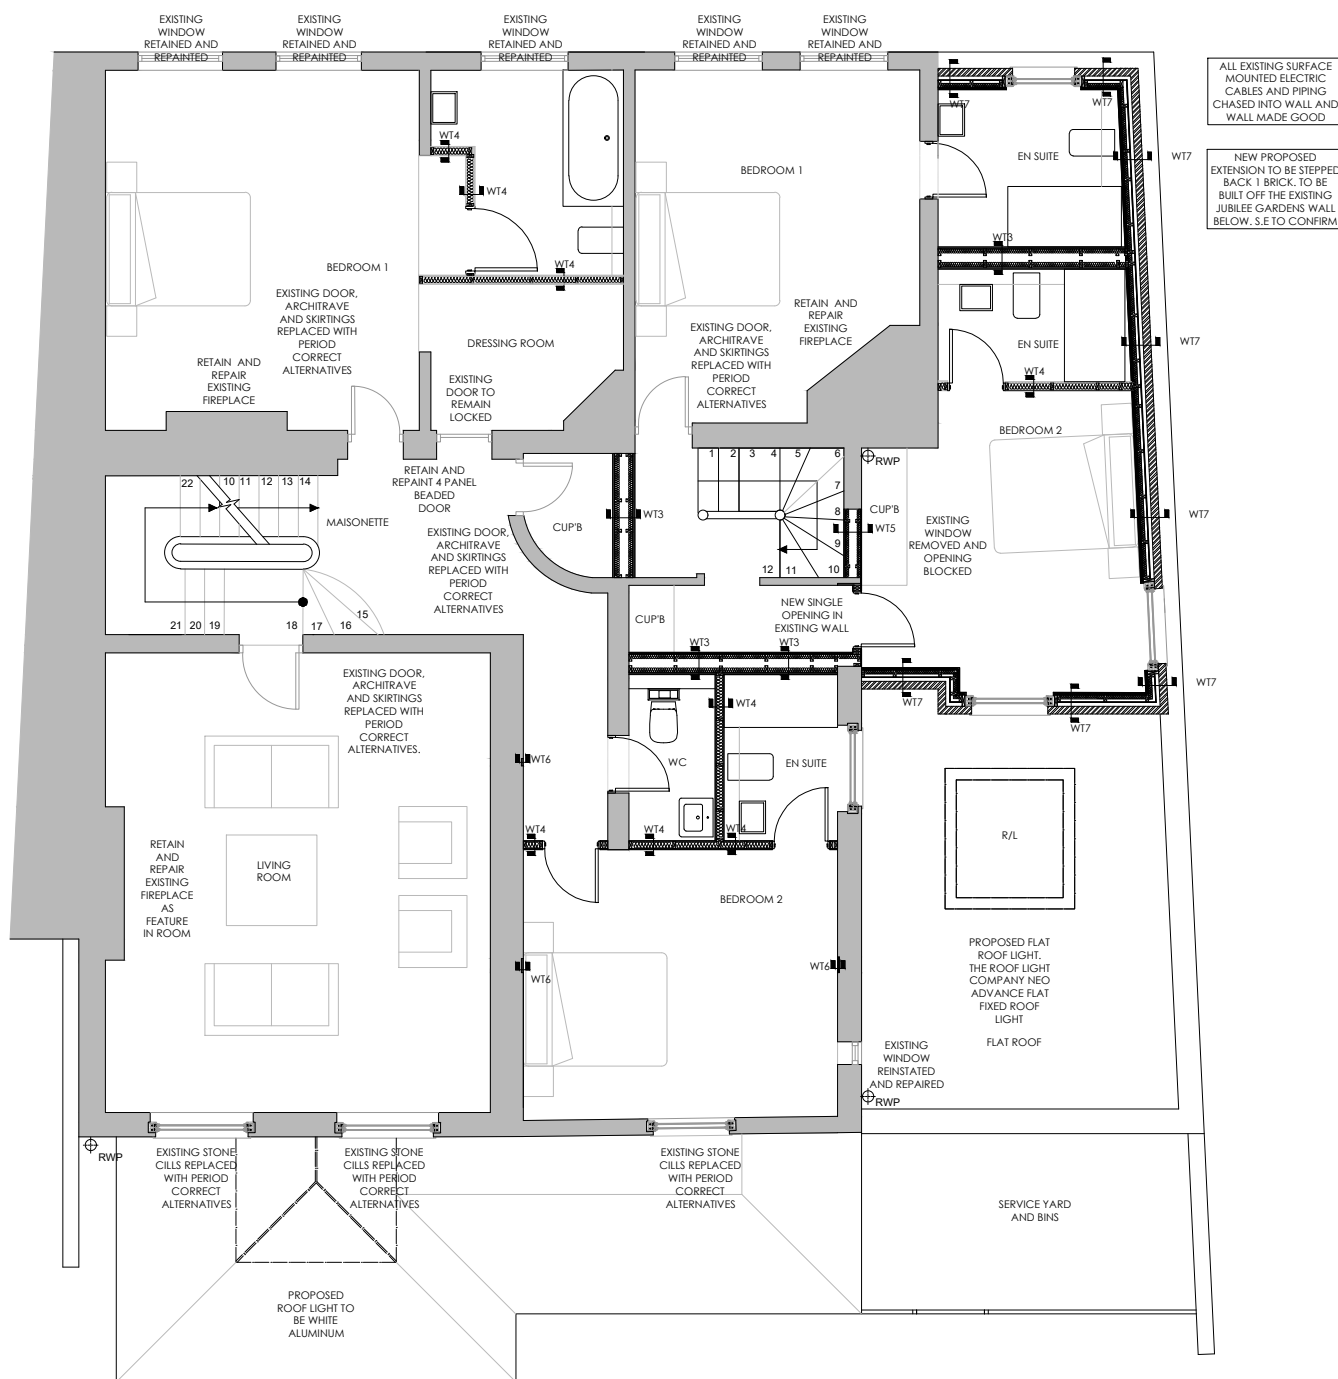 EXISTING
WINDOW
RETAINED AND
REPAINTED
EXISTING
WINDOW
RETAINED AND
REPAINTED
EXISTING
WINDOW
RETAINED AND
REPAINTED
EXISTING
WINDOW
RETAINED AND
REPAINTED
EXISTING
WINDOW
RETAINED AND
REPAINTED
ALL EXISTING SURFACE
MOUNTED ELECTRIC
CABLES AND PIPING
CHASED INTO WALL AND
WALL MADE GOOD
NEW PROPOSED
EXTENSION TO BE STEPPED
BACK 1 BRICK. TO BE
BUILT OFF THE EXISTING
JUBILEE GARDENS WALL
BELOW. S.E TO CONFIRM
WT7
WT7
WT4
WT4
WT4
BEDROOM 1
EN SUITE
WT7
WT3
BEDROOM 1
EXISTING DOOR,
ARCHITRAVE
AND SKIRTINGS
REPLACED WITH
PERIOD
CORRECT
ALTERNATIVES
RETAIN AND
REPAIR
EXISTING
FIREPLACE
DRESSING ROOM
EXISTING
DOOR TO
REMAIN
LOCKED
EXISTING DOOR,
ARCHITRAVE
AND SKIRTINGS
REPLACED WITH
PERIOD
CORRECT
ALTERNATIVES
RETAIN AND
REPAIR
EXISTING
FIREPLACE
EN SUITE
WT7
WT4
BEDROOM 2
RWP
RETAIN AND
REPAINT 4 PANEL
BEADED
DOOR
22
10
11
12
13
14
MAISONETTE
EXISTING DOOR,
ARCHITRAVE
AND SKIRTINGS
REPLACED WITH
PERIOD
CORRECT
ALTERNATIVES
CUP'B
WT3
1
2
3
4
5
6
7
8
9
10
11
12
WT5
CUP'B
EXISTING
WINDOW
REMOVED AND
OPENING
BLOCKED
WT7
21
20
19
18
17
16
15
CUP'B
NEW SINGLE
OPENING IN
EXISTING WALL
WT3
WT3
WT7
WT7
WT7
EXISTING DOOR,
ARCHITRAVE
AND SKIRTINGS
REPLACED WITH
PERIOD
CORRECT
ALTERNATIVES.
WT4
WT6
WC
EN SUITE
WT4
WT4
WT4
R/L
RETAIN
AND
REPAIR
EXISTING
FIREPLACE
AS
FEATURE
IN ROOM
LIVING
ROOM
BEDROOM 2
WT6
WT6
PROPOSED FLAT
ROOF LIGHT.
THE ROOF LIGHT
COMPANY NEO
ADVANCE FLAT
FIXED ROOF
LIGHT
FLAT ROOF
EXISTING
WINDOW
REINSTATED
AND REPAIRED
RWP
RWP
EXISTING STONE
CILLS REPLACED
WITH PERIOD
CORRECT
ALTERNATIVES
EXISTING STONE
CILLS REPLACED
WITH PERIOD
CORRECT
ALTERNATIVES
EXISTING STONE
CILLS REPLACED
WITH PERIOD
CORRECT
ALTERNATIVES
SERVICE YARD
AND BINS
PROPOSED
ROOF LIGHT TO
BE WHITE
ALUMINUM